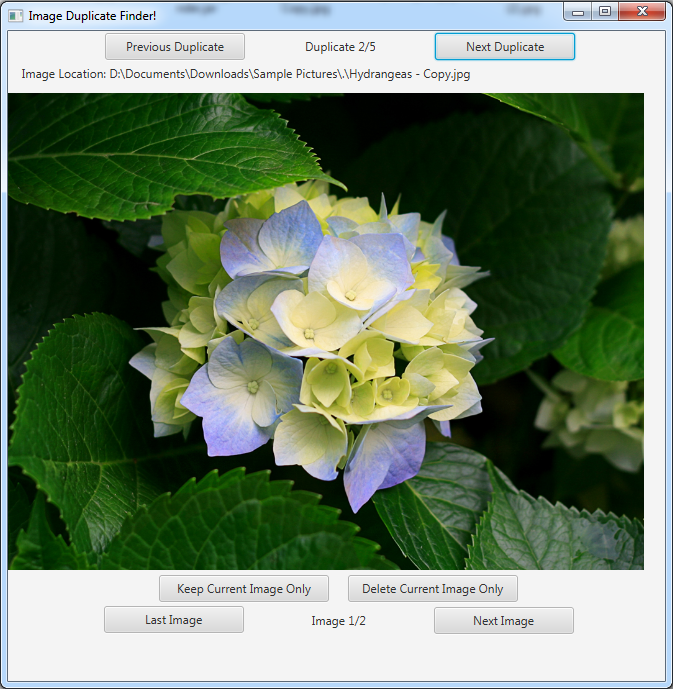 Image Duplicate Finder!
Previous Duplicate Duplicate 2/5 Next Duplicate
Image Location: D:\Documents\Downloads\Sample Pictures\.\Hydrangeas - Copy.jpg
Keep Current Image Only Delete Current Image Only
Last Image Image 1/2 Next Image